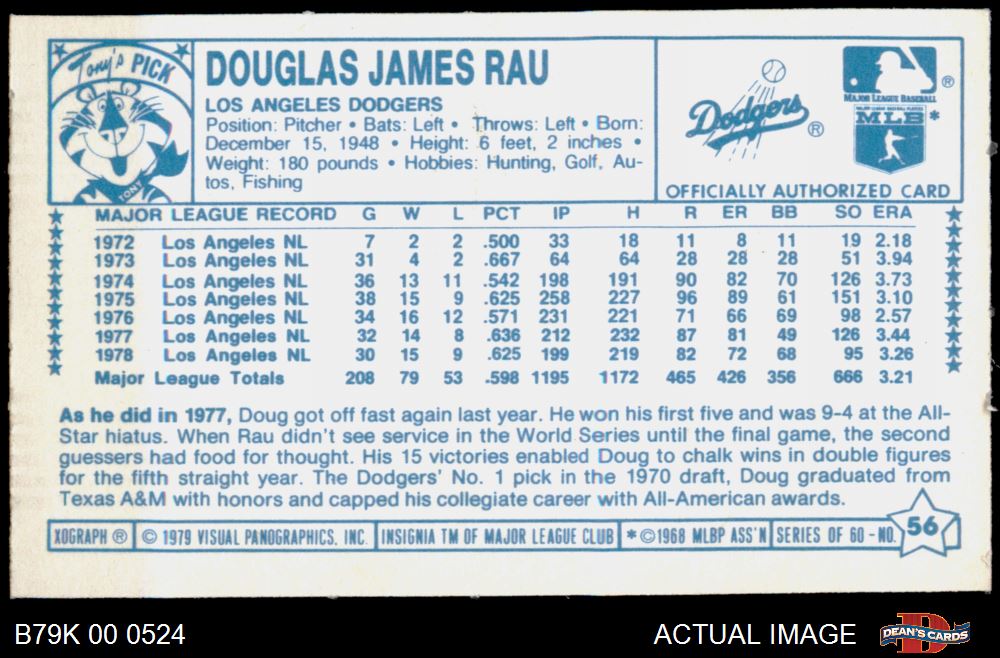 Tony's PICK
TONY
DOUGLAS JAMES RAU
LOS ANGELES DODGERS
Position: Pitcher • Bats: Left • Throws: Left • Born:
December 15, 1948 • Height: 6 feet, 2 inches •
Weight: 180 pounds • Hobbies: Hunting, Golf, Au-
tos, Fishing
Dodgers ®
®
MAJOR LEAGUE BASEBALL
MAJOR LEAGUE BASEBALL PLAYERS
MLB *
OFFICIALLY AUTHORIZED CARD
MAJOR LEAGUE RECORD G W L PCT IP H R ER BB SO ERA
1972 Los Angeles NL 7 2 2 .500 33 18 11 8 11 19 2.18
1973 Los Angeles NL 31 4 2 .667 64 64 28 28 28 51 3.94
1974 Los Angeles NL 36 13 11 .542 198 191 90 82 70 126 3.73
1975 Los Angeles NL 38 15 9 .625 258 227 96 89 61 151 3.10
1976 Los Angeles NL 34 16 12 .571 231 221 71 66 69 98 2.57
1977 Los Angeles NL 32 14 8 .636 212 232 87 81 49 126 3.44
1978 Los Angeles NL 30 15 9 .625 199 219 82 72 68 95 3.26
Major League Totals 208 79 53 .598 1195 1172 465 426 356 666 3.21
As he did in 1977, Doug got off fast again last year. He won his first five and was 9-4 at the All-
Star hiatus. When Rau didn't see service in the World Series until the final game, the second
guessers had food for thought. His 15 victories enabled Doug to chalk wins in double figures
for the fifth straight year. The Dodgers' No. 1 pick in the 1970 draft, Doug graduated from
Texas A&M with honors and capped his collegiate career with All-American awards.
XOGRAPH ® © 1979 VISUAL PANOGRAPHICS, INC. INSIGNIA TM OF MAJOR LEAGUE CLUB *©1968 MLBP ASS'N SERIES OF 60 - NO. 56
B79K 00 0524 ACTUAL IMAGE D DEAN'S CARDS